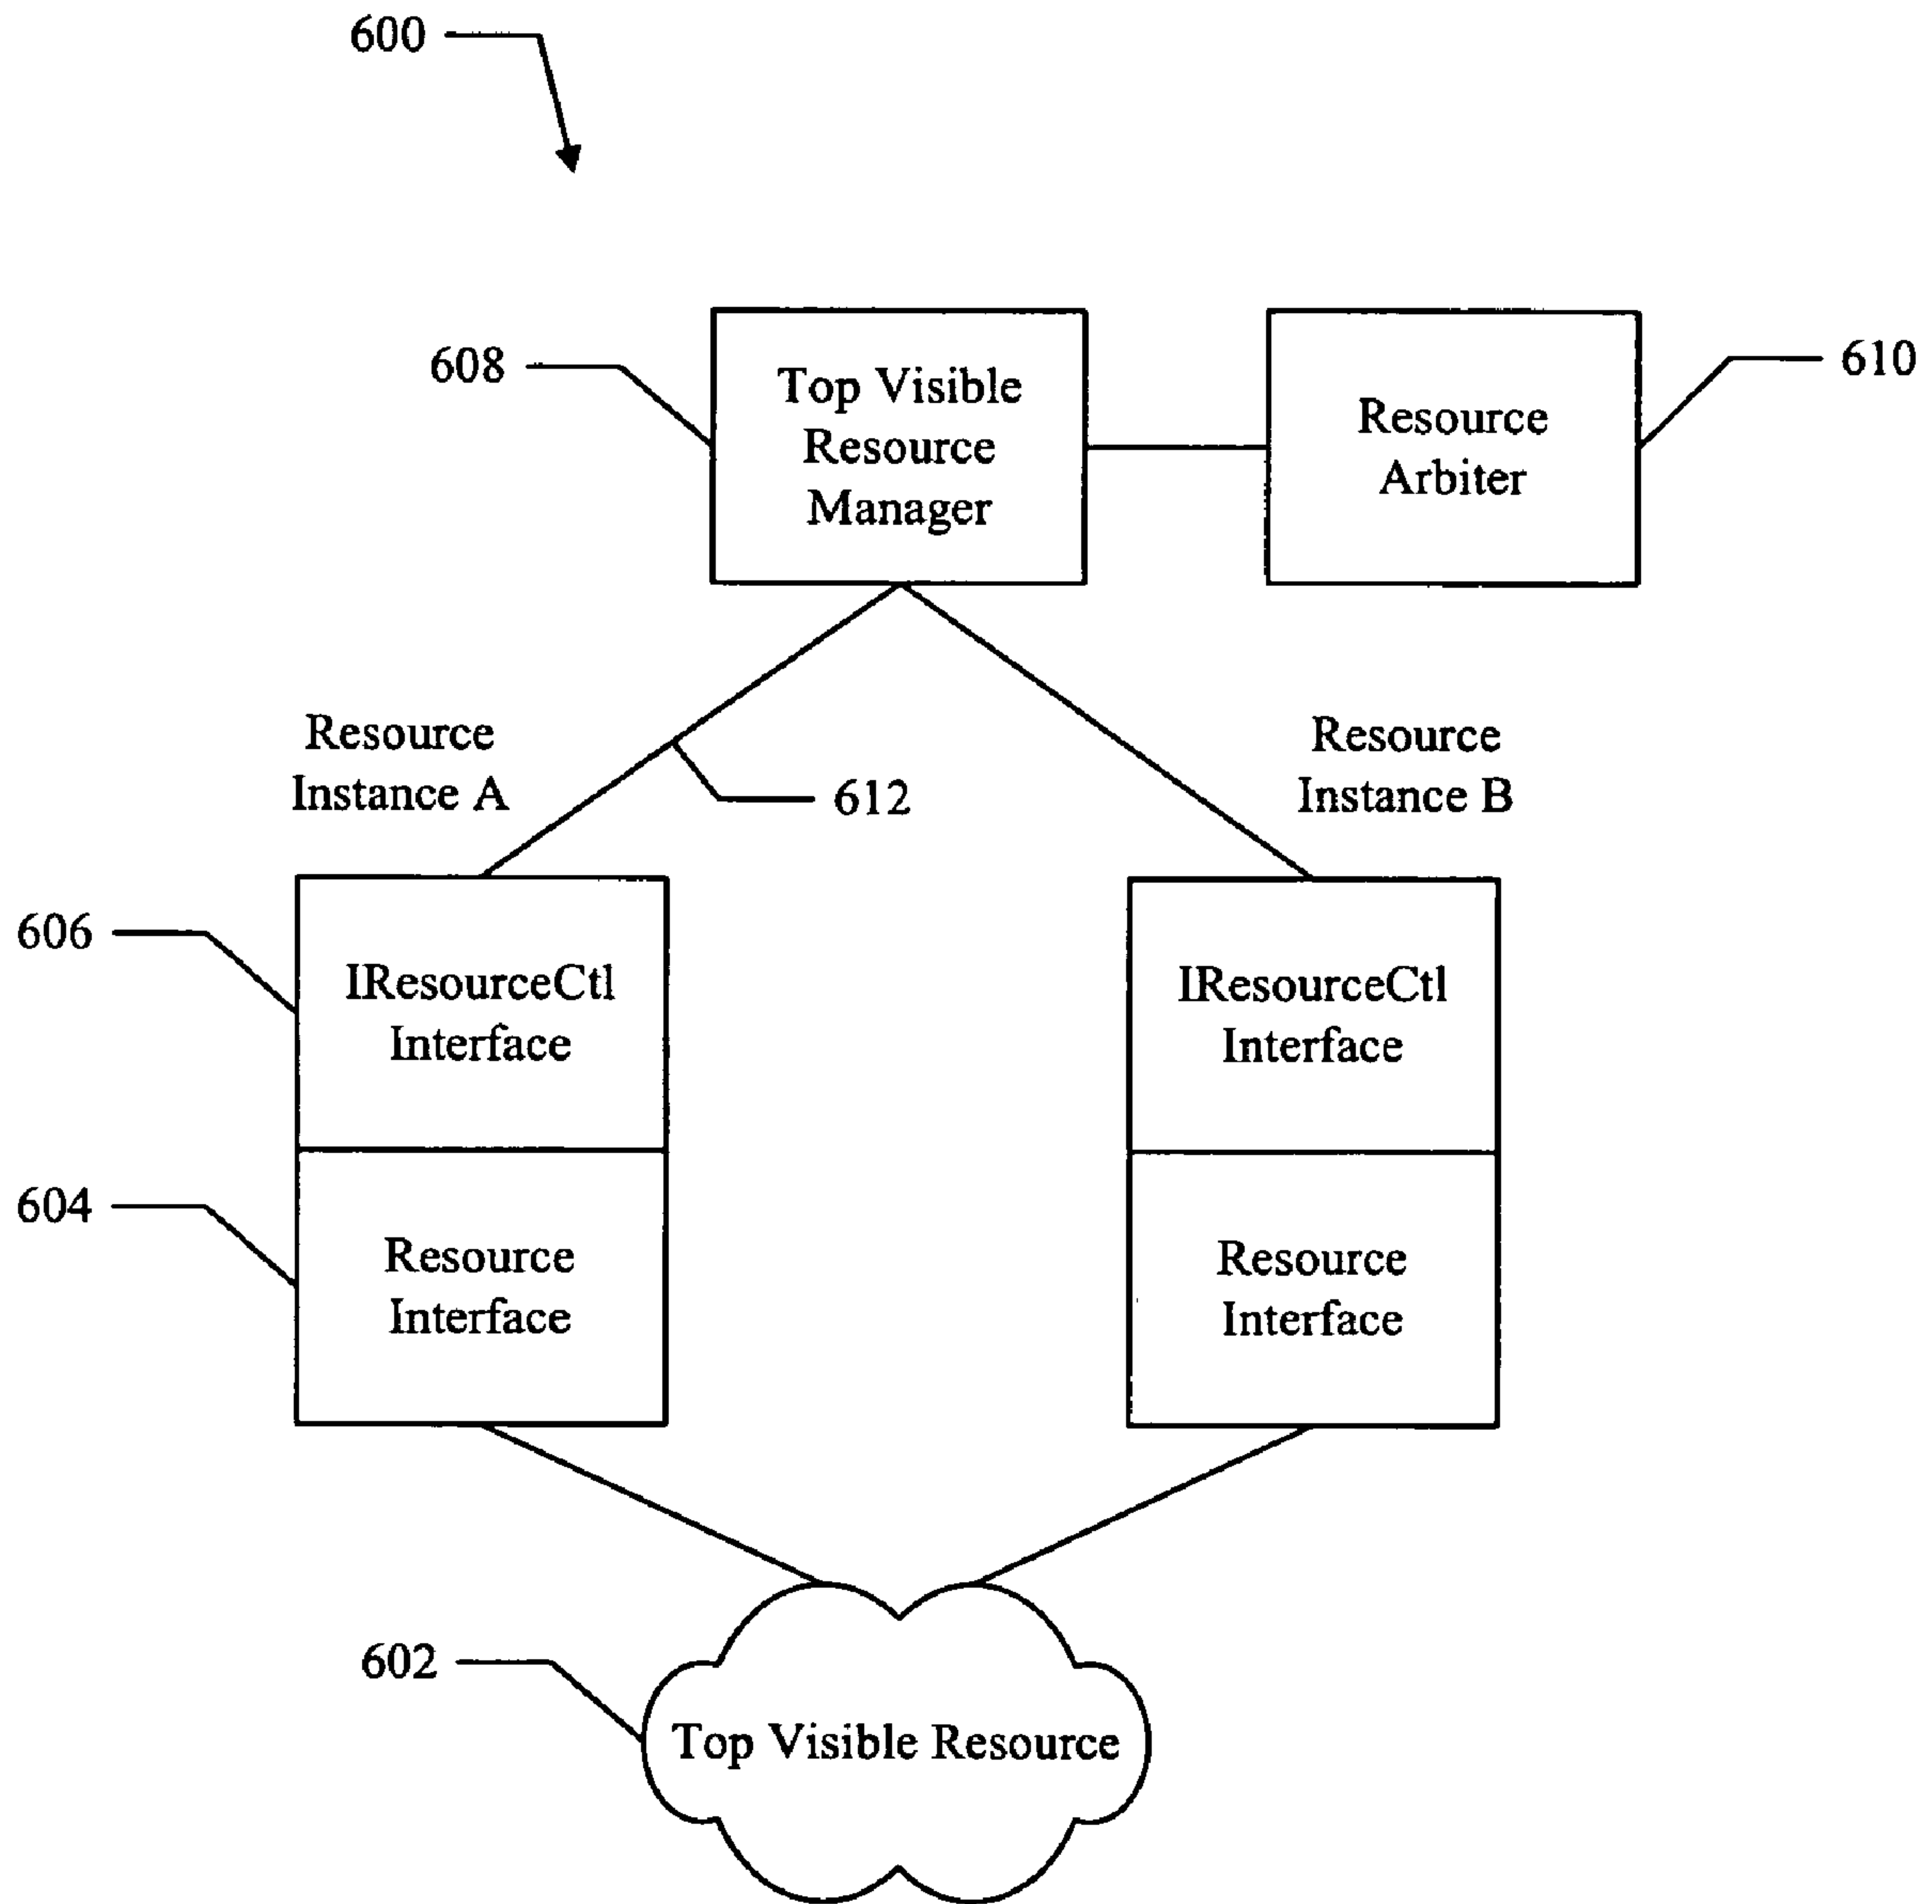 600
608
Top Visible
Resource
Manager
Resource
Arbiter
610
Resource
Instance A
612
Resource
Instance B
606
IResourceCtl
Interface
IResourceCtl
Interface
604
Resource
Interface
Resource
Interface
602
Top Visible Resource